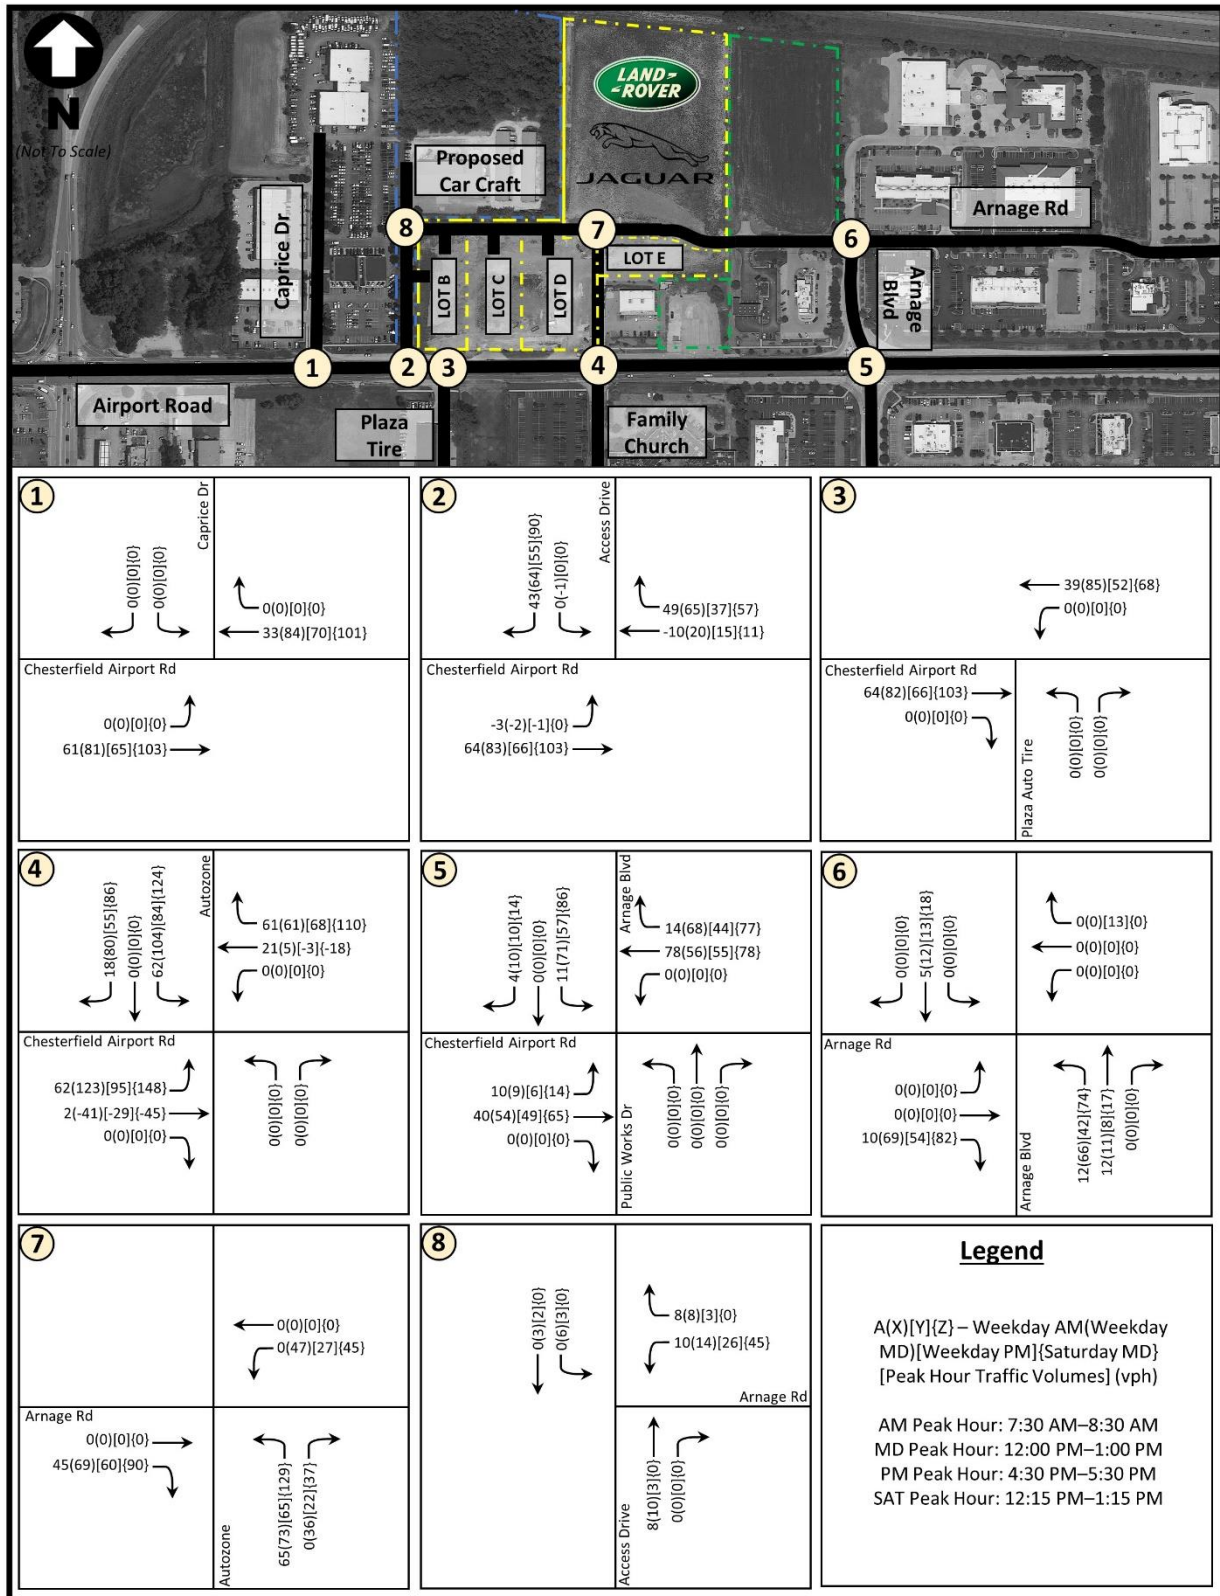 N
(Not To Scale)
LAND-
-ROVER
JAGUAR
Proposed
Car Craft
Caprice Dr
Arnage Rd
8
7
6
LOT B
LOT C
LOT D
LOT E
Arnage
Blvd
1
2
3
4
5
Airport Road
Plaza
Tire
Family
Church
1
Caprice Dr
0(0)[0]{0}
0(0)[0]{0}
0(0)[0]{0}
33(84)[70]{101}
Chesterfield Airport Rd
0(0)[0]{0}
61(81)[65]{103}
2
Access Drive
43(64)[55]{90}
0(-1)[0]{0}
49(65)[37]{57}
-10(20)[15]{11}
Chesterfield Airport Rd
-3(-2)[-1]{0}
64(83)[66]{103}
3
39(85)[52]{68}
0(0)[0]{0}
Chesterfield Airport Rd
64(82)[66]{103}
0(0)[0]{0}
Plaza Auto Tire
0(0)[0]{0}
0(0)[0]{0}
4
Autozone
18(80)[55]{86}
0(0)[0]{0}
62(104)[84]{124}
61(61)[68]{110}
21(5)[-3]{-18}
0(0)[0]{0}
Chesterfield Airport Rd
62(123)[95]{148}
2(-41)[-29]{-45}
0(0)[0]{0}
0(0)[0]{0}
0(0)[0]{0}
5
Arnage Blvd
4(10)[10]{14}
0(0)[0]{0}
11(71)[57]{86}
14(68)[44]{77}
78(56)[55]{78}
0(0)[0]{0}
Chesterfield Airport Rd
10(9)[6]{14}
40(54)[49]{65}
0(0)[0]{0}
Public Works Dr
0(0)[0]{0}
0(0)[0]{0}
0(0)[0]{0}
6
0(0)[0]{0}
5(12)[13]{18}
0(0)[0]{0}
0(0)[13]{0}
0(0)[0]{0}
0(0)[0]{0}
Arnage Rd
0(0)[0]{0}
0(0)[0]{0}
10(69)[54]{82}
Arnage Blvd
12(66)[42]{74}
12(11)[8]{17}
0(0)[0]{0}
7
0(0)[0]{0}
0(47)[27]{45}
Arnage Rd
0(0)[0]{0}
45(69)[60]{90}
Autozone
65(73)[65]{129}
0(36)[22]{37}
8
0(3)[2]{0}
0(6)[3]{0}
8(8)[3]{0}
10(14)[26]{45}
Arnage Rd
Access Drive
8(10)[3]{0}
0(0)[0]{0}
Legend
A(X)[Y]{Z} – Weekday AM(Weekday
MD)[Weekday PM]{Saturday MD}
[Peak Hour Traffic Volumes] (vph)
AM Peak Hour: 7:30 AM–8:30 AM
MD Peak Hour: 12:00 PM–1:00 PM
PM Peak Hour: 4:30 PM–5:30 PM
SAT Peak Hour: 12:15 PM–1:15 PM